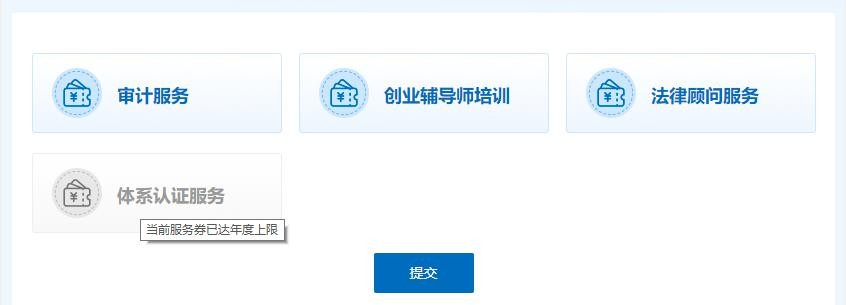 审计服务
创业辅导师培训
法律顾问服务
体系认证服务
当前服务券已达年度上限
提交